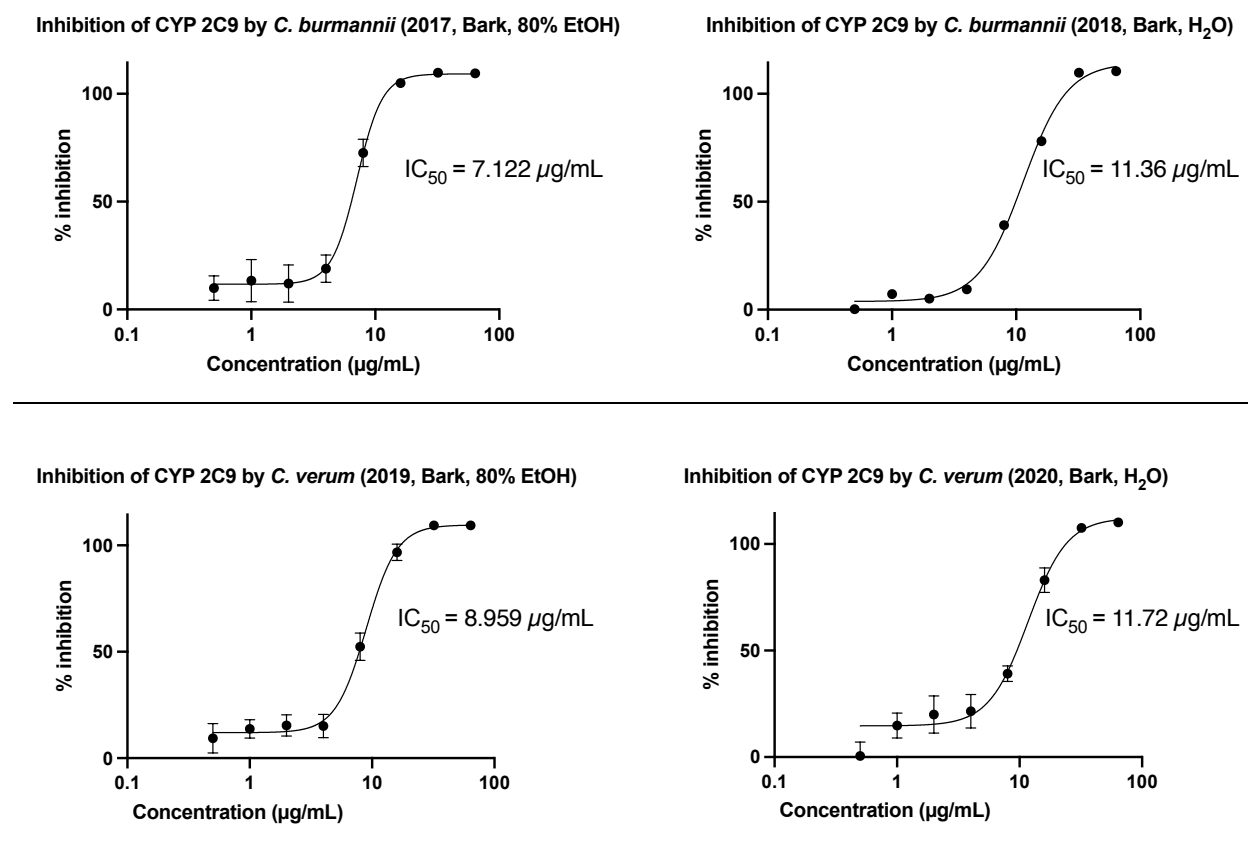 Inhibition of CYP 2C9 by C. burmannii (2017, Bark, 80% EtOH)
100
50
0
% inhibition
IC50 = 7.122 µg/mL
0.1 1 10 100
Concentration (µg/mL)
Inhibition of CYP 2C9 by C. burmannii (2018, Bark, H2O)
100
50
0
% inhibition
IC50 = 11.36 µg/mL
0.1 1 10 100
Concentration (µg/mL)
Inhibition of CYP 2C9 by C. verum (2019, Bark, 80% EtOH)
100
50
0
% inhibition
IC50 = 8.959 µg/mL
0.1 1 10 100
Concentration (µg/mL)
Inhibition of CYP 2C9 by C. verum (2020, Bark, H2O)
100
50
0
% inhibition
IC50 = 11.72 µg/mL
0.1 1 10 100
Concentration (µg/mL)